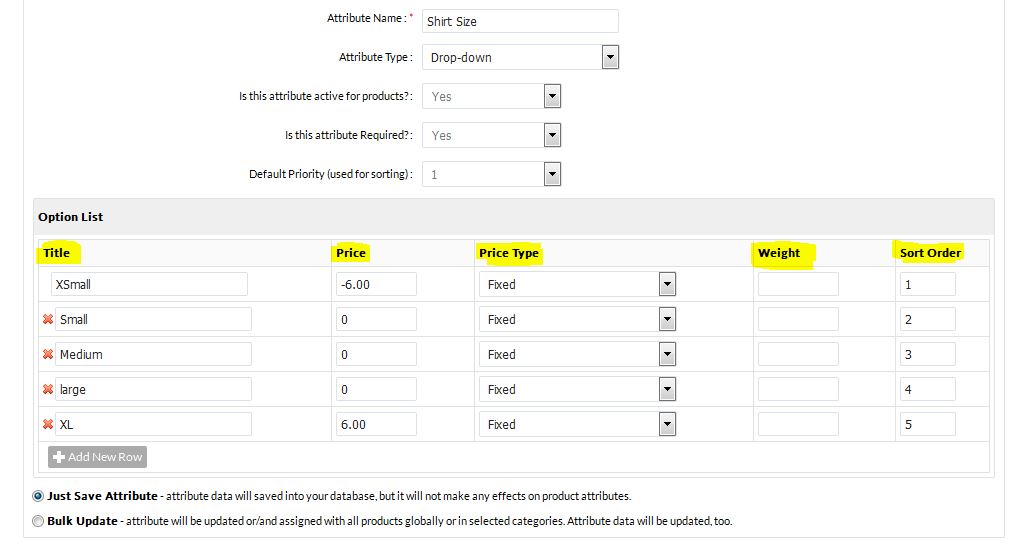 Attribute Name : * Shirt Size
Attribute Type : Drop-down
Is this attribute active for products? : Yes
Is this attribute Required? : Yes
Default Priority (used for sorting) : 1
Option List
Title Price Price Type Weight Sort Order
XSmall -6.00 Fixed 1
Small 0 Fixed 2
Medium 0 Fixed 3
large 0 Fixed 4
XL 6.00 Fixed 5
Add New Row
Just Save Attribute - attribute data will saved into your database, but it will not make any effects on product attributes.
Bulk Update - attribute will be updated or/and assigned with all products globally or in selected categories. Attribute data will be updated, too.